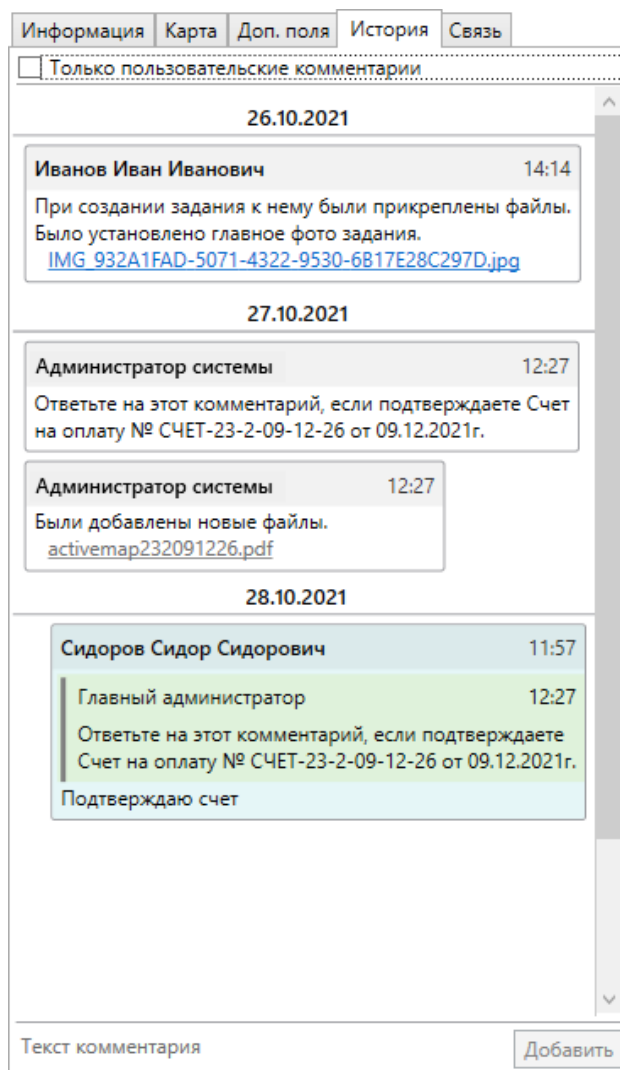 Информация Карта Доп. поля История Связь
Только пользовательские комментарии
26.10.2021
Иванов Иван Иванович 14:14
При создании задания к нему были прикреплены файлы.
Было установлено главное фото задания.
IMG_932A1FAD-5071-4322-9530-6B17E28C297D.jpg
27.10.2021
Администратор системы 12:27
Ответьте на этот комментарий, если подтверждаете Счет
на оплату № СЧЕТ-23-2-09-12-26 от 09.12.2021г.
Администратор системы 12:27
Были добавлены новые файлы.
activemap232091226.pdf
28.10.2021
Сидоров Сидор Сидорович 11:57
Главный администратор 12:27
Ответьте на этот комментарий, если подтверждаете
Счет на оплату № СЧЕТ-23-2-09-12-26 от 09.12.2021г.
Подтверждаю счет
Текст комментария Добавить